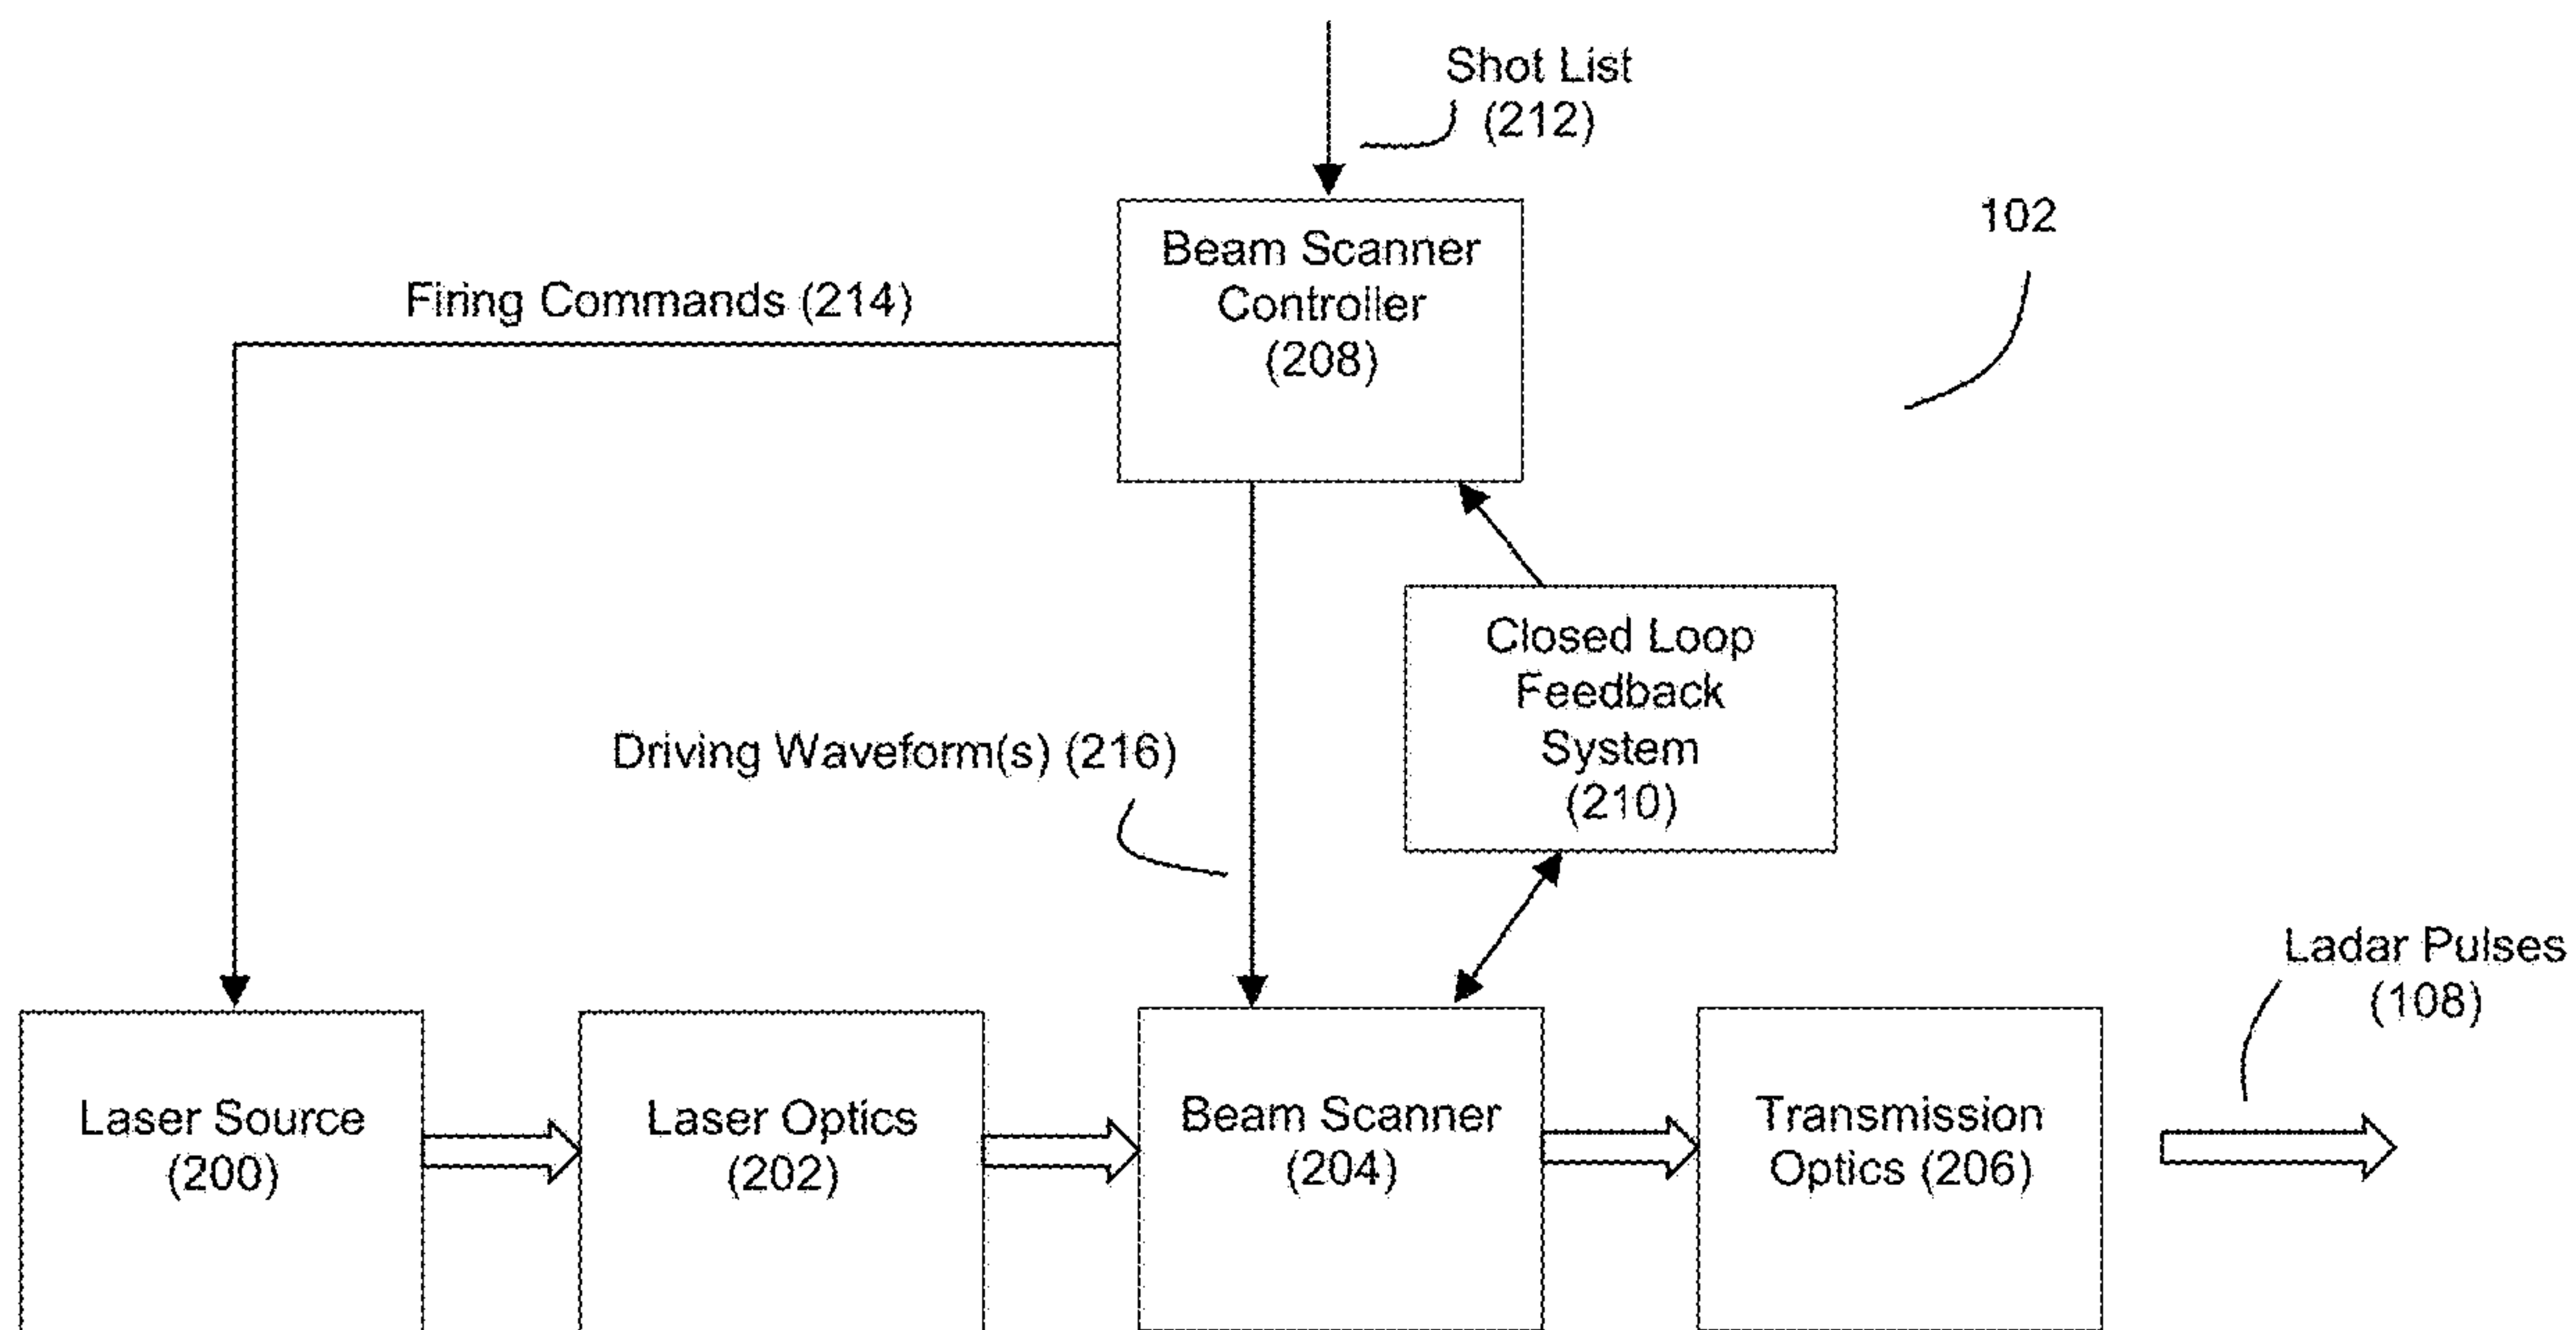 Shot List
(212)
102
Beam Scanner
Controller
(208)
Firing Commands (214)
Closed Loop
Feedback
System
(210)
Driving Waveform(s) (216)
Ladar Pulses
(108)
Laser Source
(200)
Laser Optics
(202)
Beam Scanner
(204)
Transmission
Optics (206)